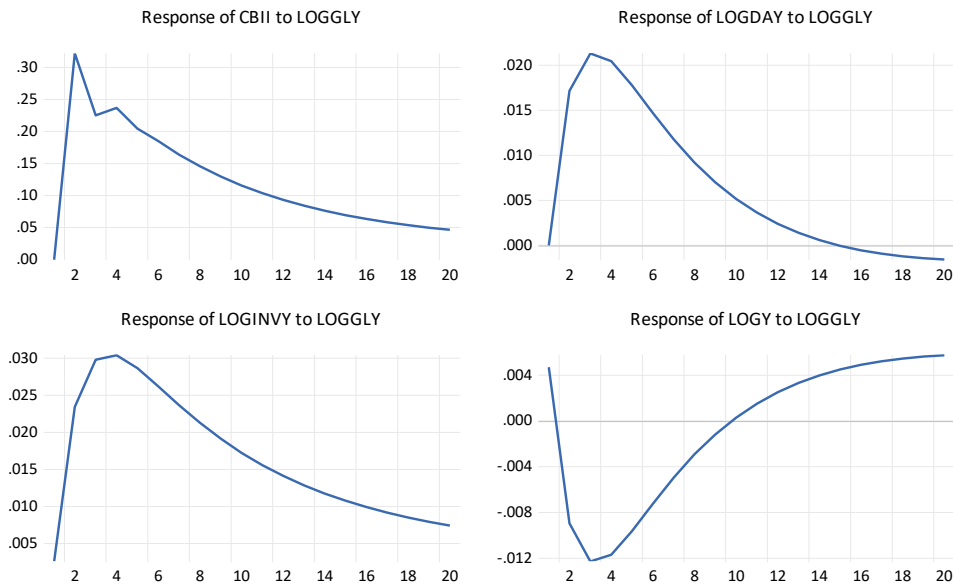 Response of CBII to LOGGLY
.30
.25
.20
.15
.10
.05
.00
2 4 6 8 10 12 14 16 18 20
Response of LOGDAY to LOGGLY
.020
.015
.010
.005
.000
2 4 6 8 10 12 14 16 18 20
Response of LOGINVY to LOGGLY
.030
.025
.020
.015
.010
.005
2 4 6 8 10 12 14 16 18 20
Response of LOGY to LOGGLY
.004
.000
-.004
-.008
-.012
2 4 6 8 10 12 14 16 18 20